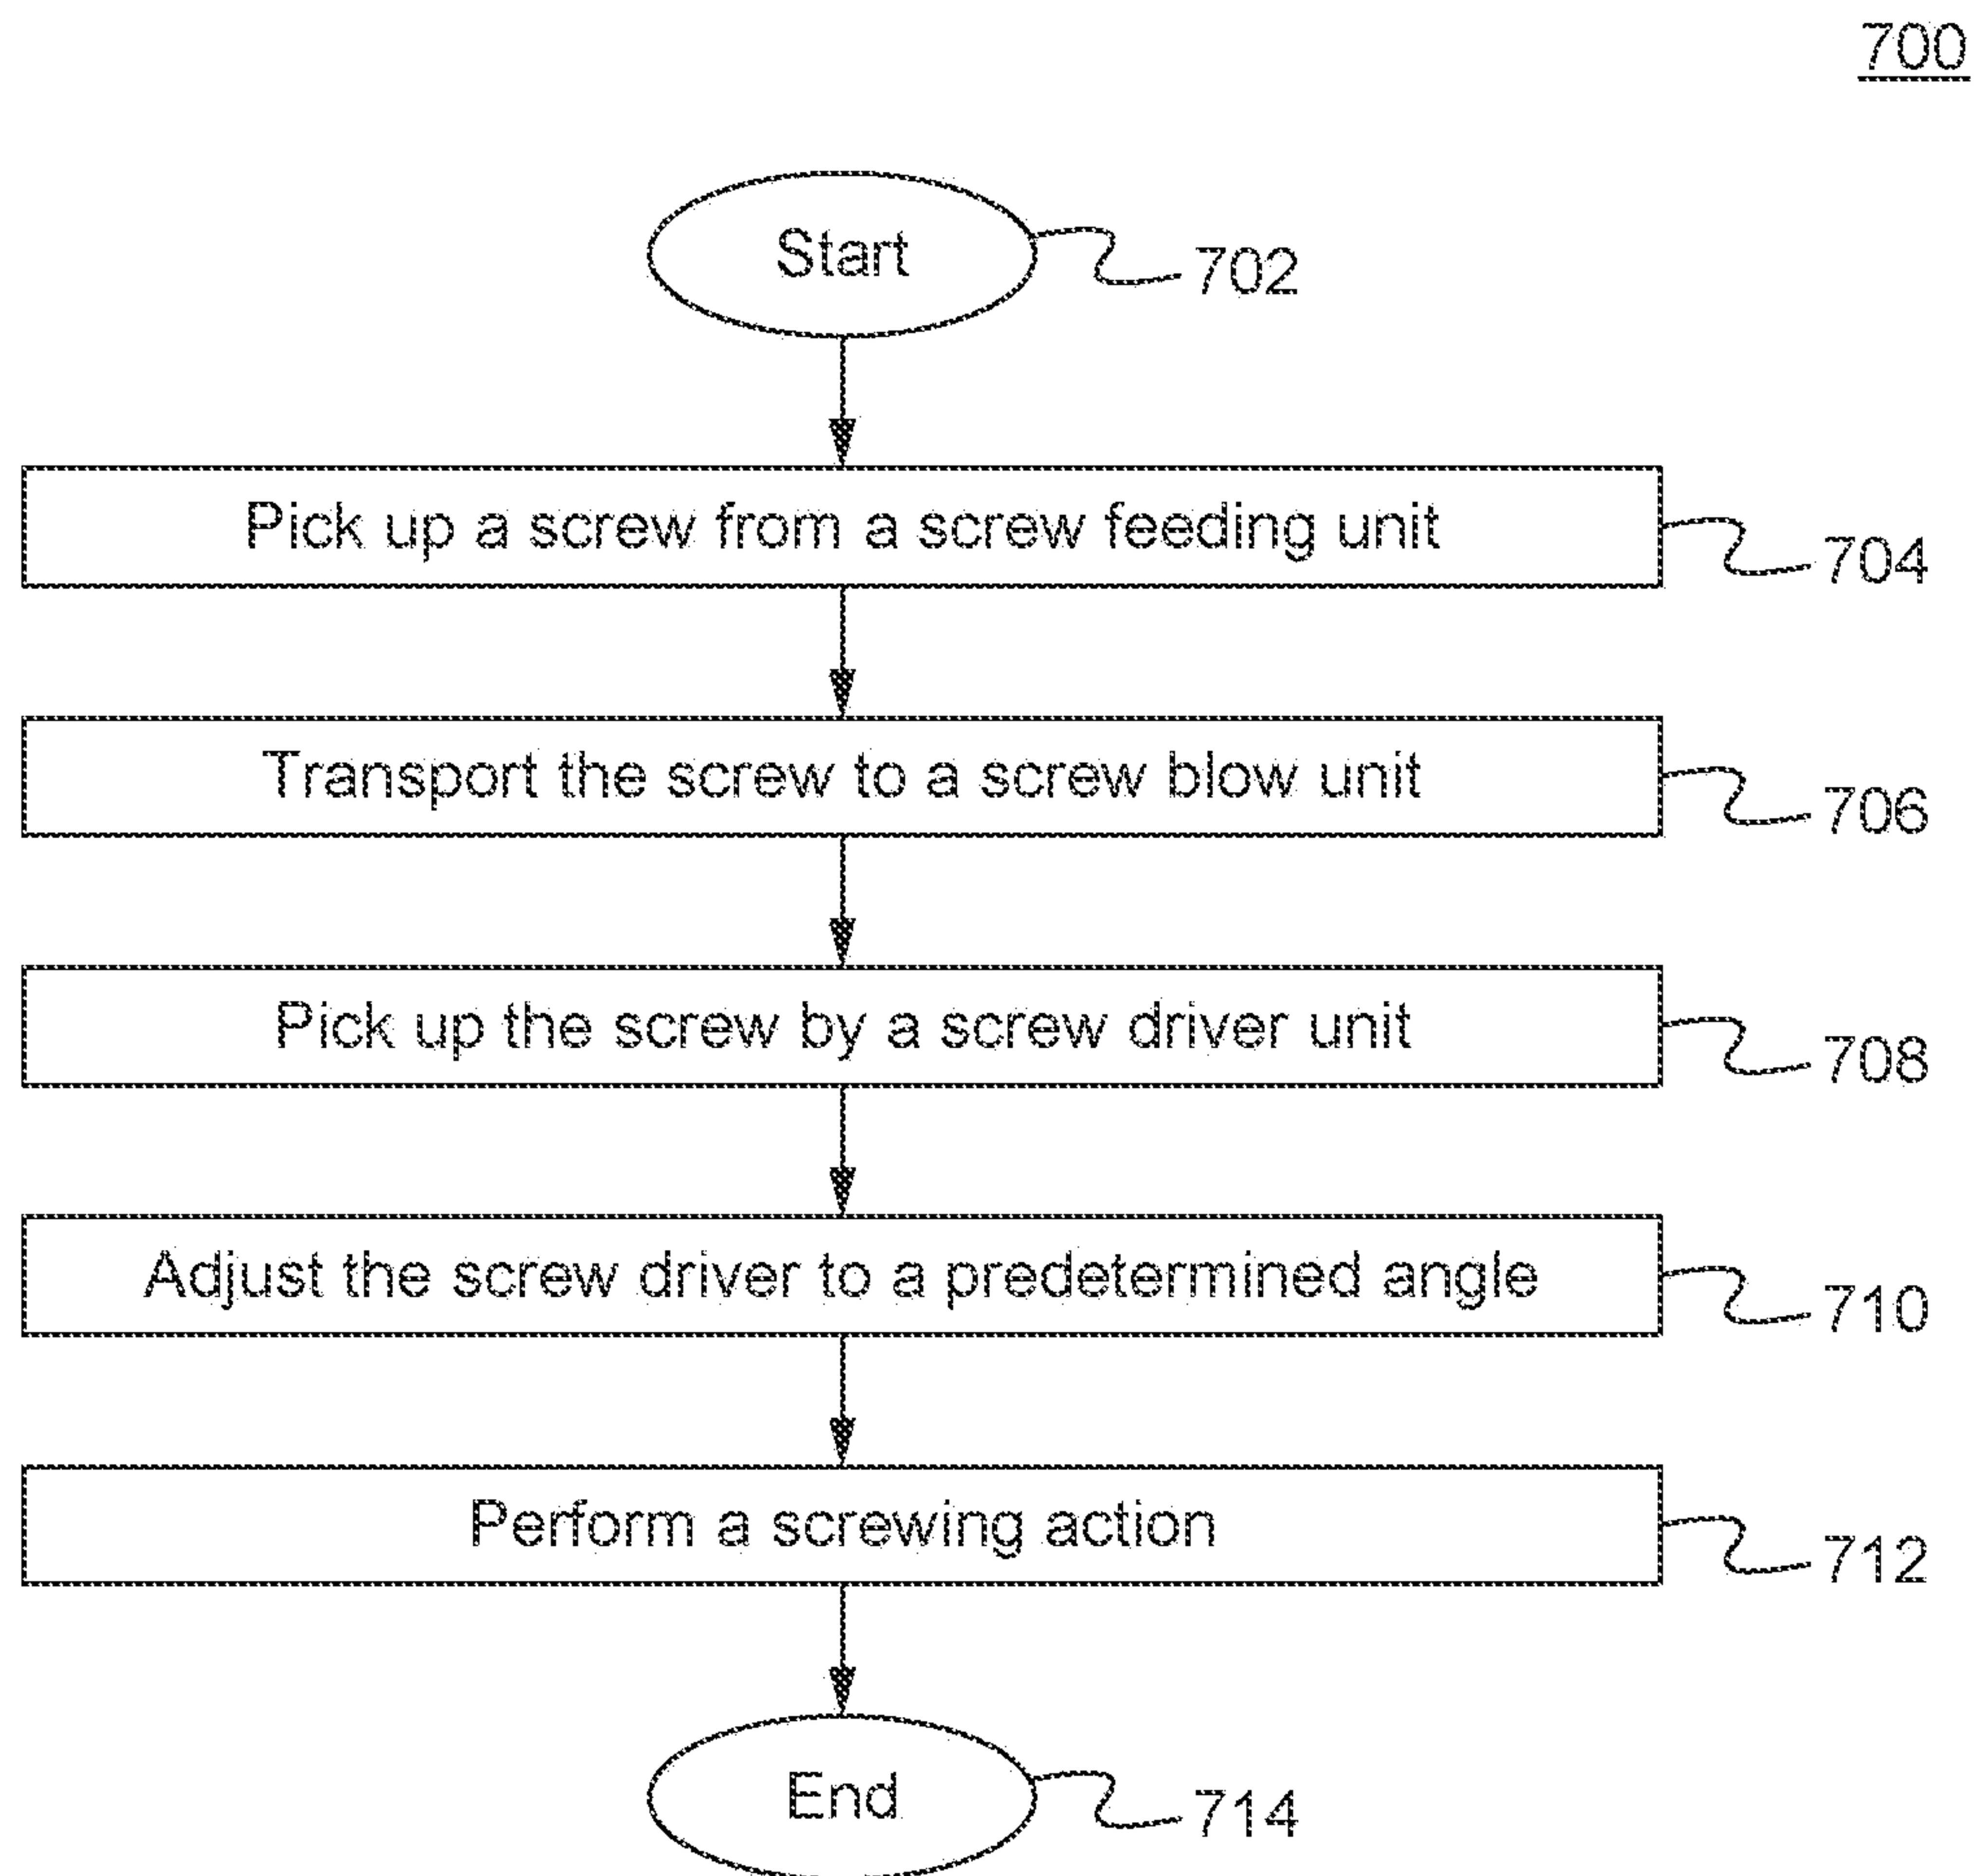 700
Start
702
Pick up a screw from a screw feeding unit
704
Transport the screw to a screw blow unit
706
Pick up the screw by a screw driver unit
708
Adjust the screw driver to a predetermined angle
710
Perform a screwing action
712
End
714